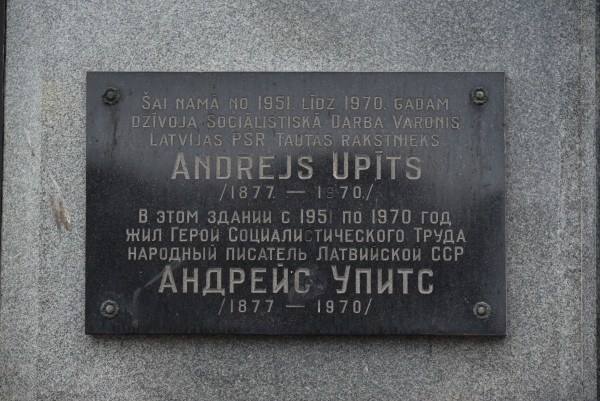 Šai namā no 1951. līdz 1970. gadam
dzīvoja Sociālistiskā Darba Varonis
Latvijas PSR Tautas rakstnieks
Andrejs Upīts
/1877 — 1970/
В этом здании с 1951 по 1970 год
жил Герой Социалистического Труда
народный писатель Латвийской ССР
Андрейс Упитс
/1877 — 1970/